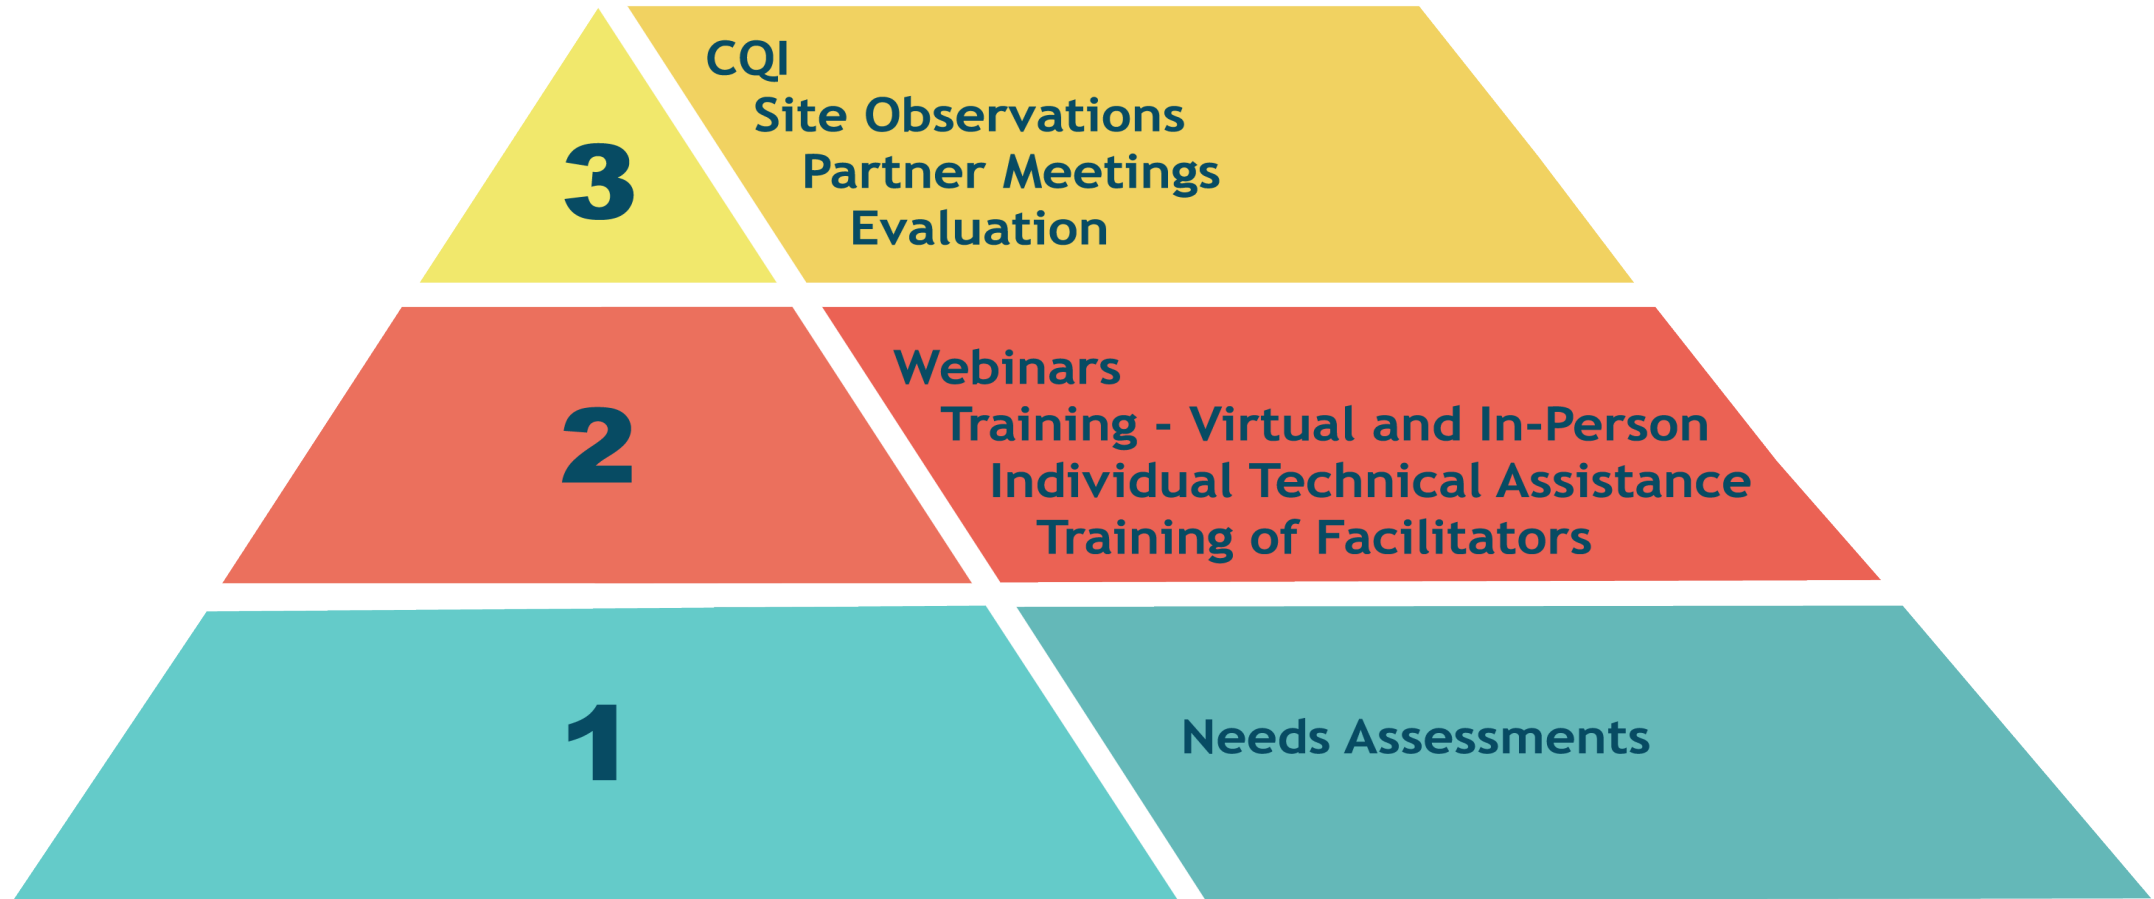 3
CQI
Site Observations
Partner Meetings
Evaluation
2
Webinars
Training - Virtual and In-Person
Individual Technical Assistance
Training of Facilitators
1
Needs Assessments